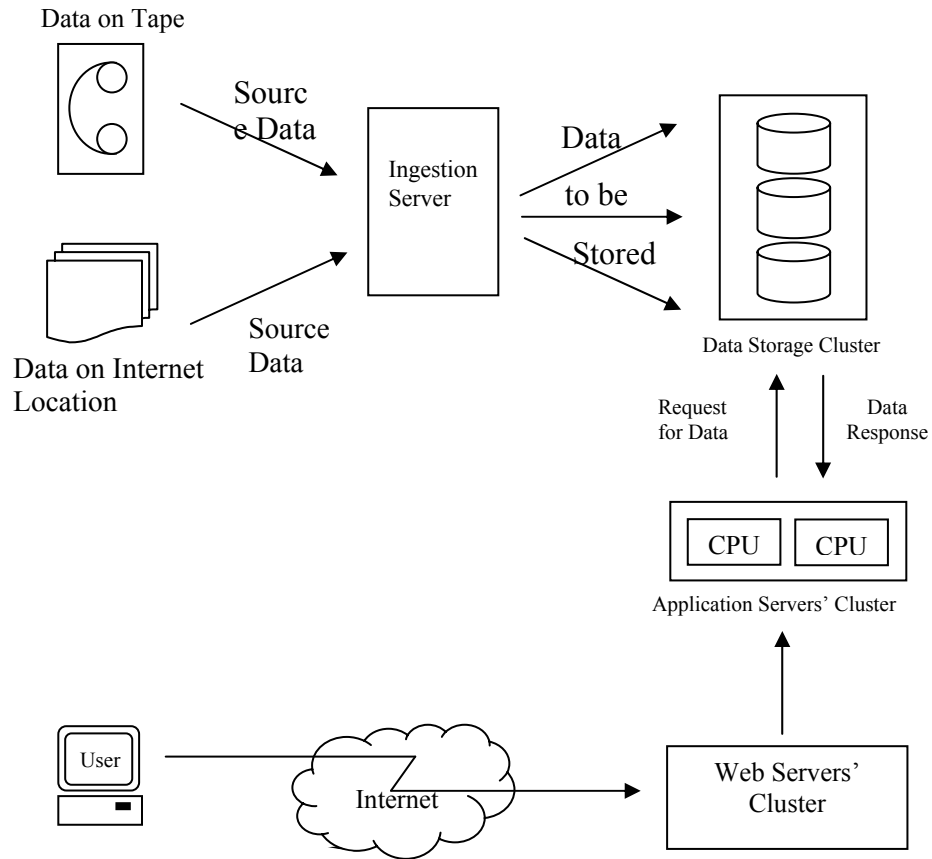 Data on Tape
Sourc
e Data
Ingestion
Server
Data
to be
Stored
Data on Internet
Location
Source
Data
Data Storage Cluster
Request
for Data
Data
Response
CPU
CPU
Application Servers’ Cluster
User
Internet
Web Servers’
Cluster